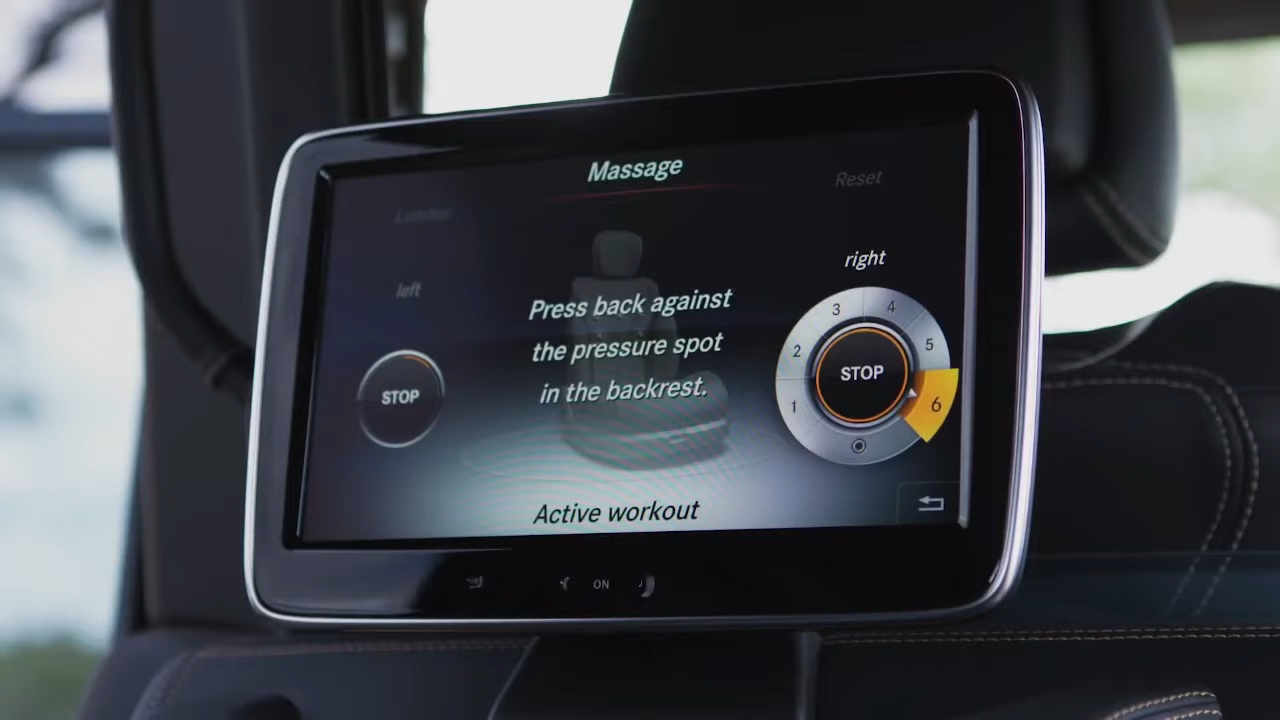 Massage
Reset
Lumbar
left
right
Press back against
the pressure spot
in the backrest.
STOP
1
2
3
4
5
6
STOP
Active workout
ON